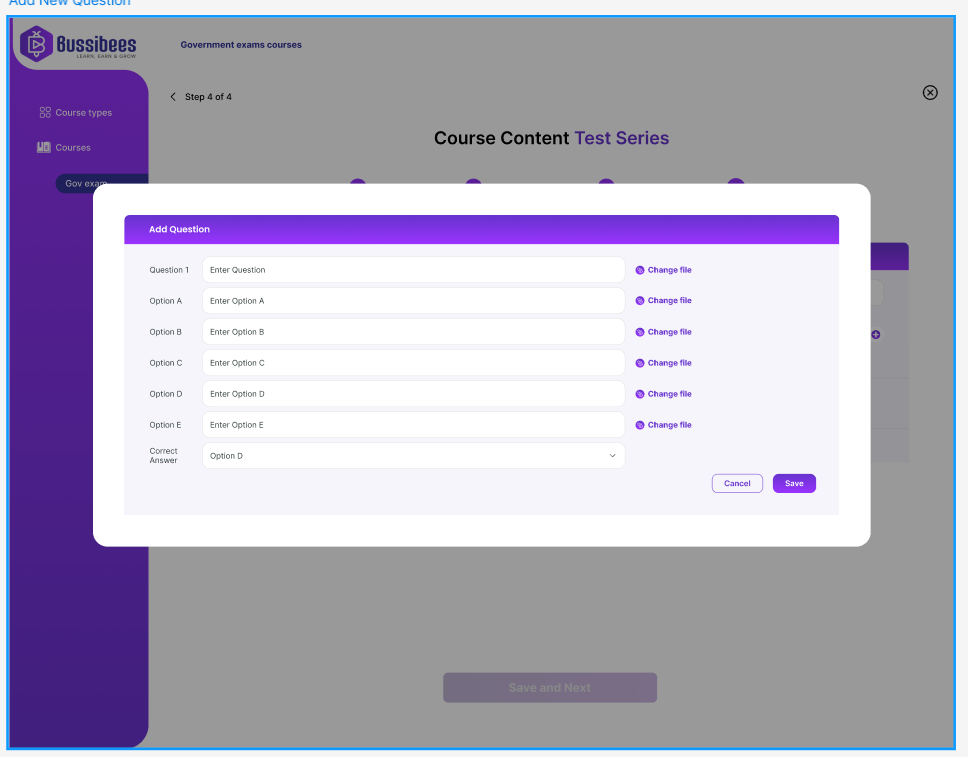 Add New Question
Bussibees
LEARN, EARN & GROW
Government exams courses
Step 4 of 4
Course types
Course Content Test Series
Courses
Gov exam
Add Question
Question 1 Enter Question Change file
Option A Enter Option A Change file
Option B Enter Option B Change file
Option C Enter Option C Change file
Option D Enter Option D Change file
Option E Enter Option E Change file
Correct
Answer
Option D
Cancel Save
Save and Next